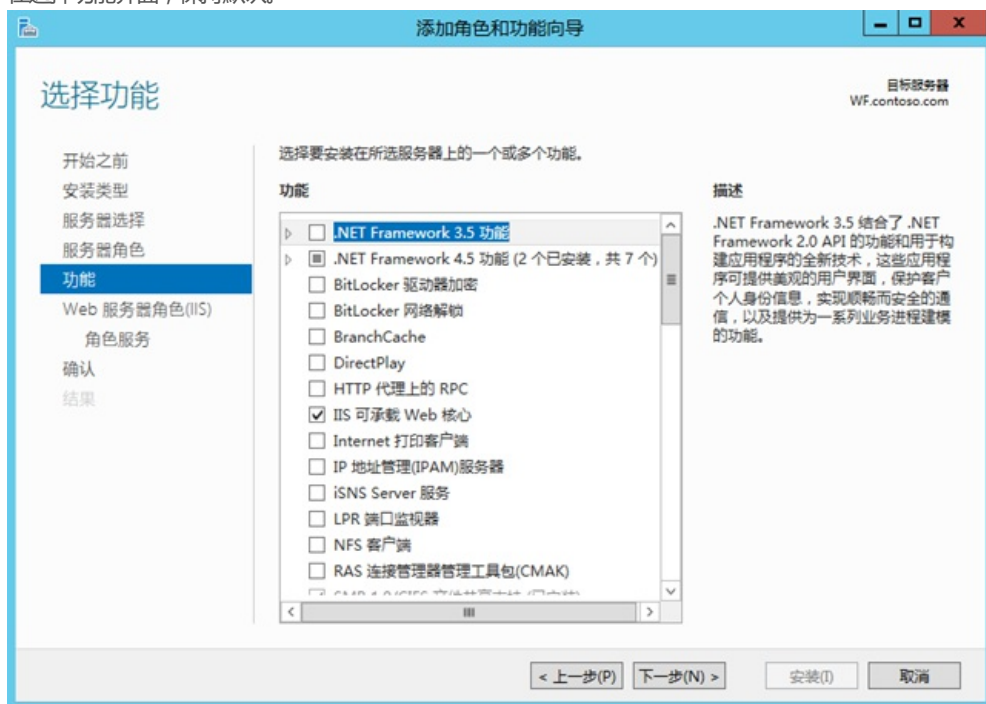 添加角色和功能向导
选择功能
目标服务器
WF.contoso.com
开始之前
安装类型
服务器选择
服务器角色
功能
Web 服务器角色(IIS)
角色服务
确认
结果
选择要安装在所选服务器上的一个或多个功能。
功能
.NET Framework 3.5 功能
.NET Framework 4.5 功能 (2 个已安装，共 7 个)
BitLocker 驱动器加密
BitLocker 网络解锁
BranchCache
DirectPlay
HTTP 代理上的 RPC
IIS 可承载 Web 核心
Internet 打印客户端
IP 地址管理(IPAM)服务器
iSNS Server 服务
LPR 端口监视器
NFS 客户端
RAS 连接管理器管理工具包(CMAK)
描述
.NET Framework 3.5 结合了 .NET
Framework 2.0 API 的功能和用于构
建应用程序的全新技术，这些应用程
序可提供美观的用户界面，保护客户
个人身份信息，实现顺畅而安全的通
信，以及提供为一系列业务进程建模
的功能。
< 上一步(P)
下一步(N) >
安装(I)
取消